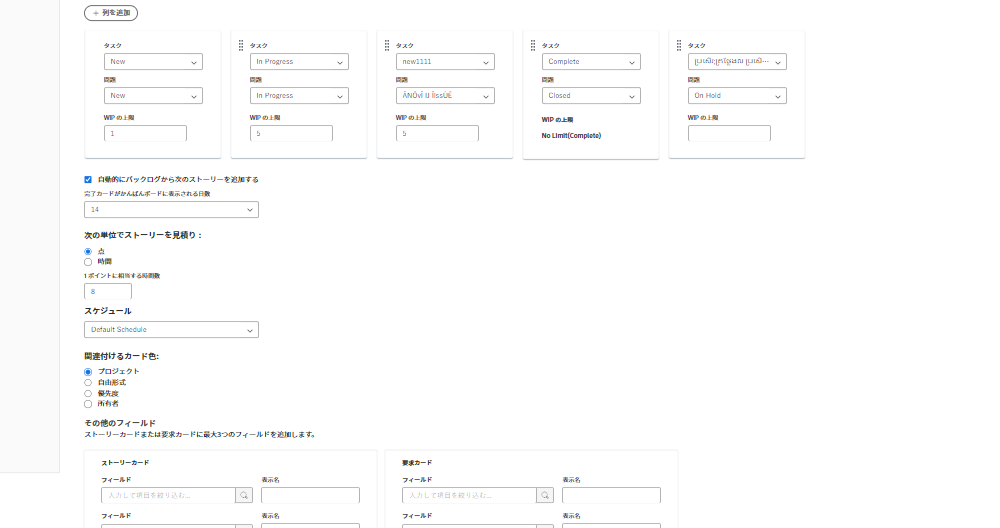 + 列を追加
タスク タスク タスク タスク タスク
New In Progress new1111 Complete
問題 問題 問題 問題 問題
New In Progress Closed On Hold
WIP の上限 WIP の上限 WIP の上限 WIP の上限 WIP の上限
1 5 5 No Limit(Complete)
自動的にバックログから次のストーリーを追加する
完了カードがかんばんボードに表示される日数
14
次の単位でストーリーを見積り :
点
時間
1 ポイントに相当する時間数
8
スケジュール
Default Schedule
関連付けるカード色:
プロジェクト
自由形式
優先度
所有者
その他のフィールド
ストーリーカードまたは要求カードに最大3つのフィールドを追加します。
ストーリーカード 要求カード
フィールド 表示名 フィールド 表示名
入力して項目を絞り込む... 入力して項目を絞り込む...
フィールド 表示名 フィールド 表示名